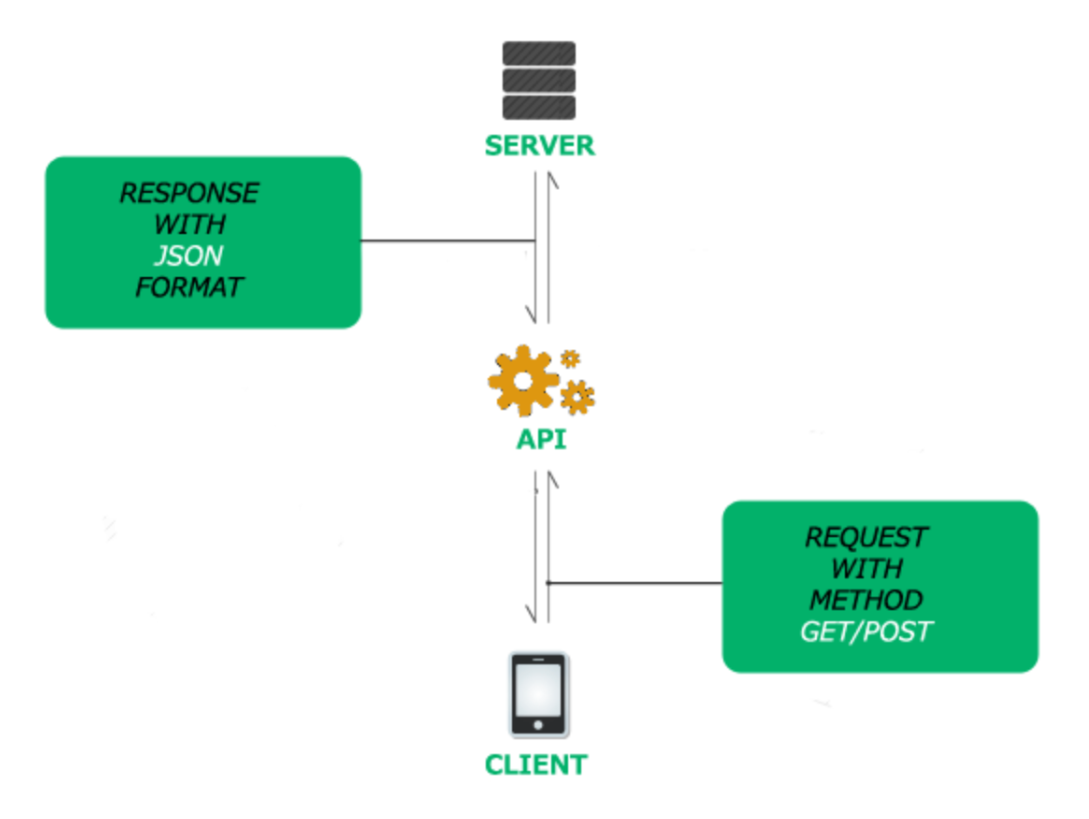 SERVER
RESPONSE
WITH
JSON
FORMAT
API
REQUEST
WITH
METHOD
GET/POST
CLIENT